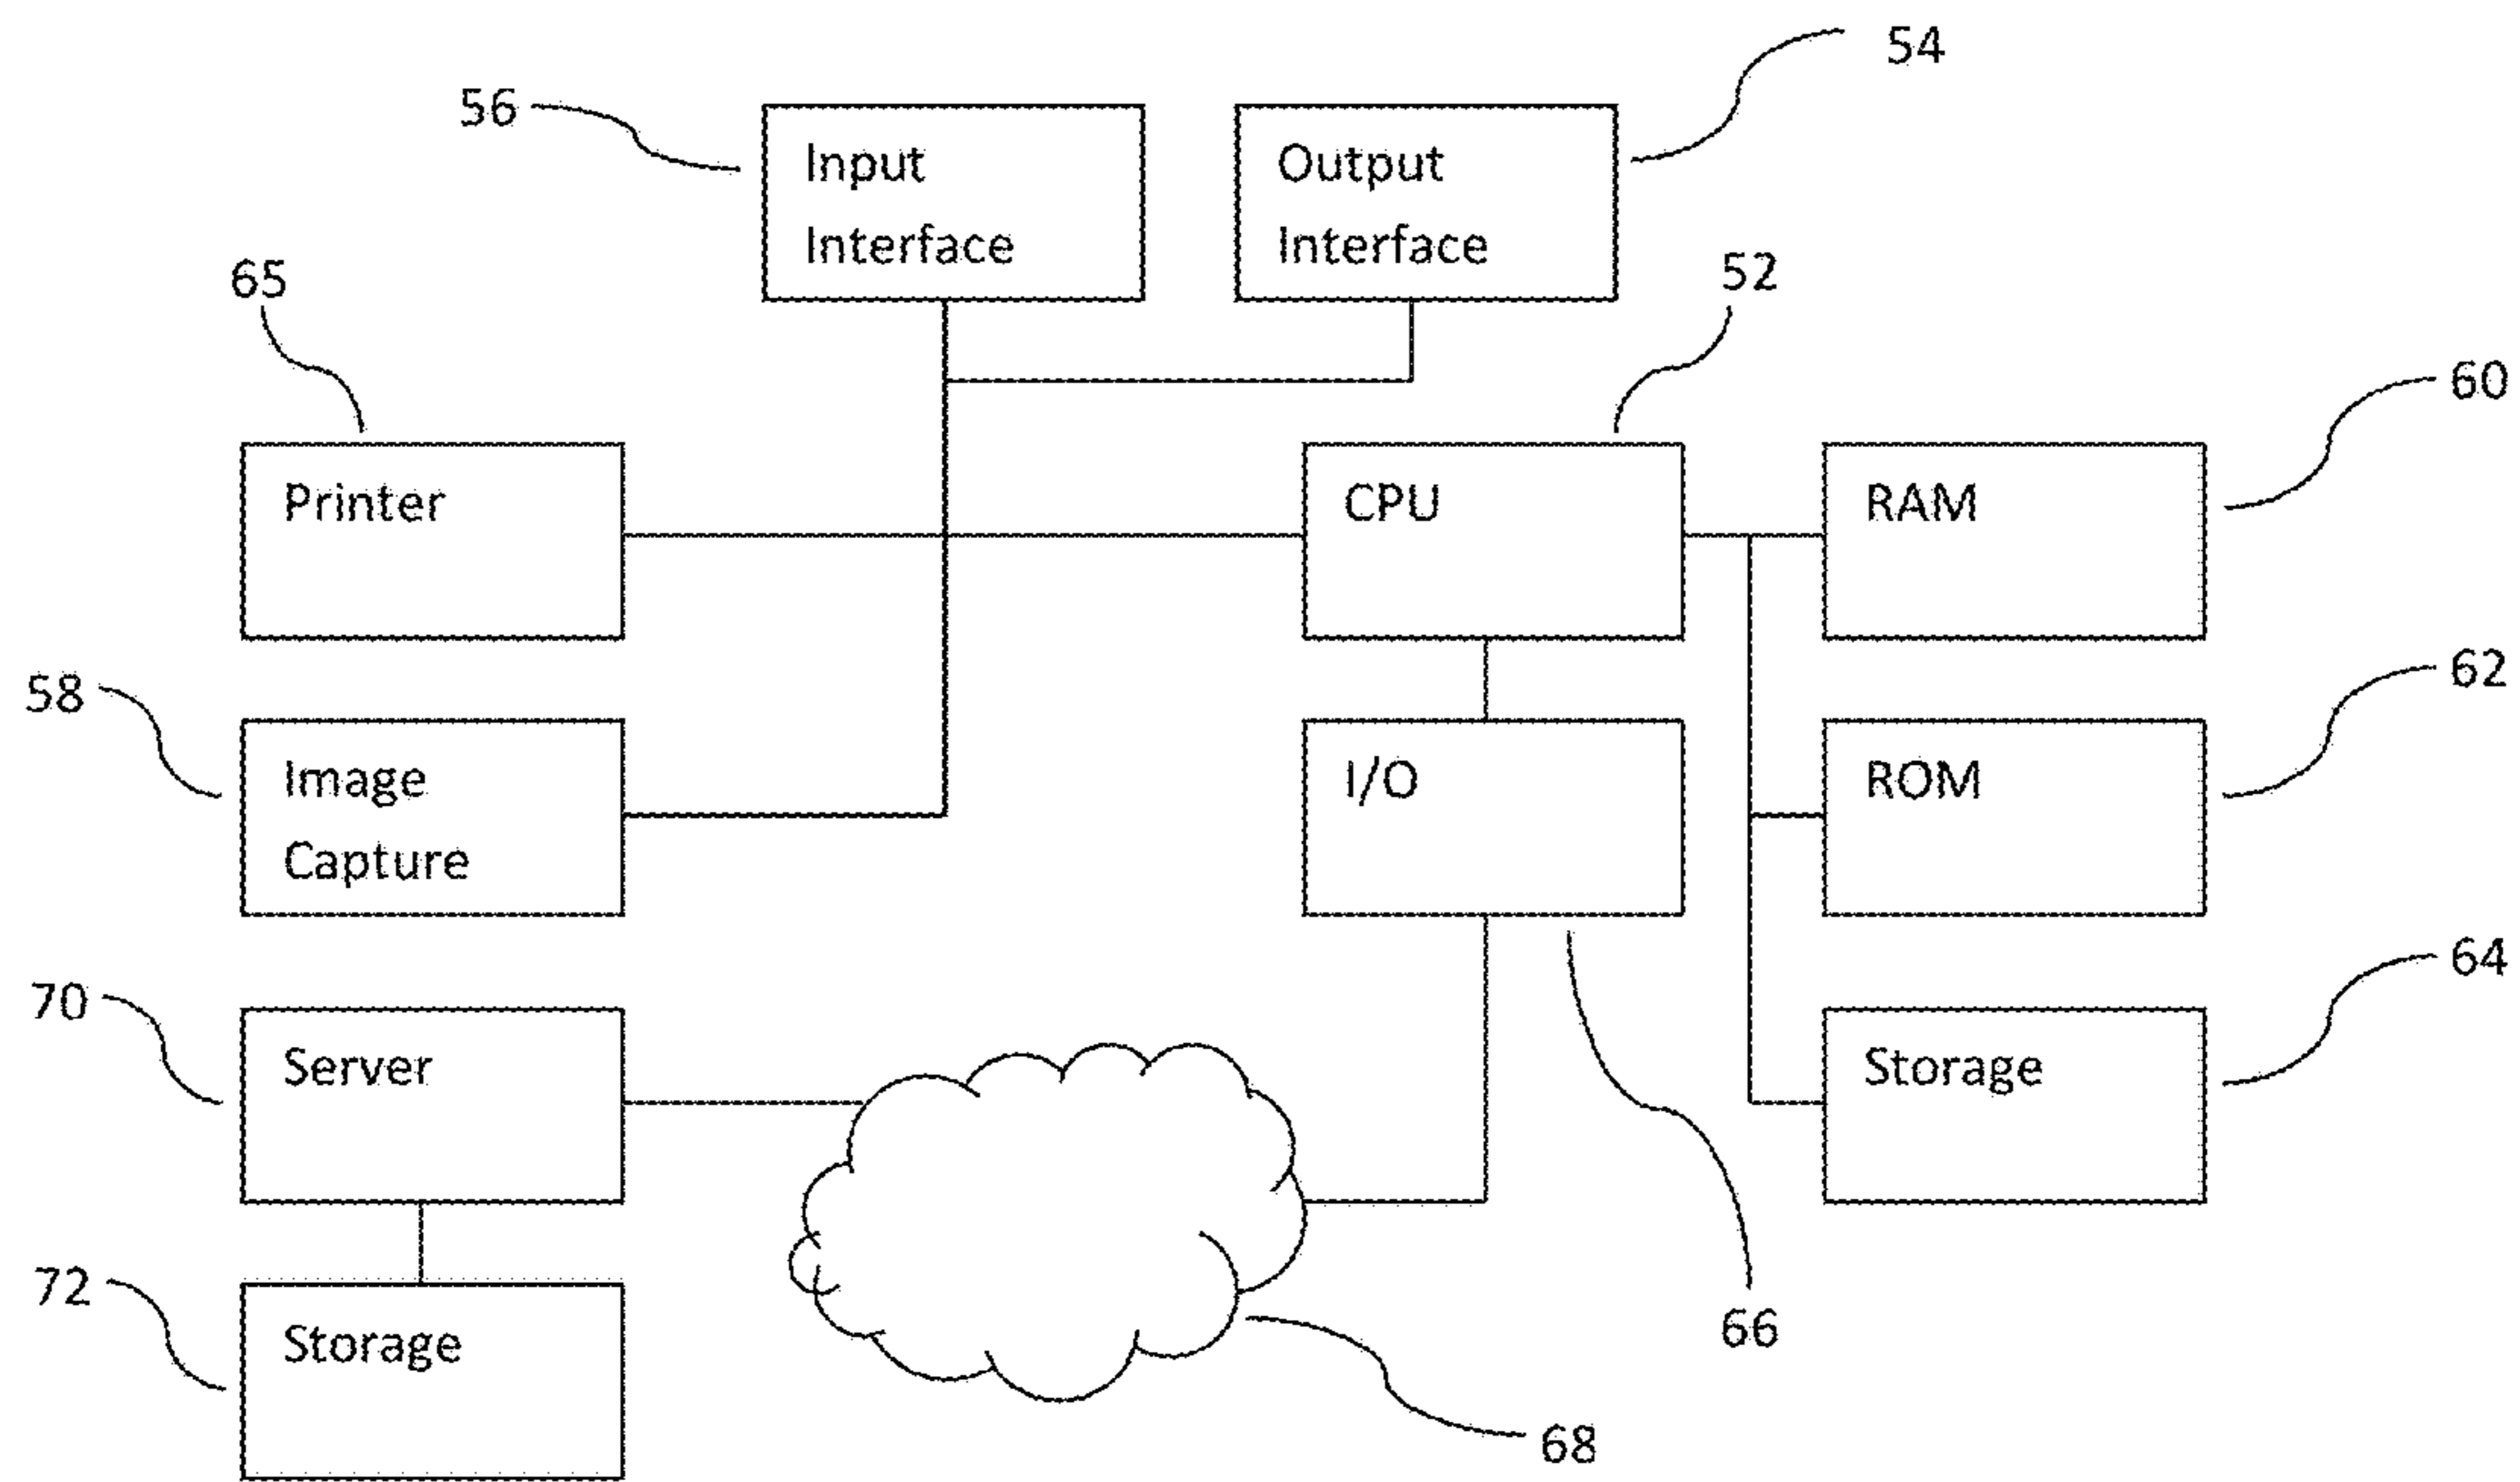 54
56
Input
Interface
Output
Interface
52
65
60
Printer
CPU
RAM
62
58
Image
Capture
I/O
ROM
64
70
Server
Storage
72
66
Storage
68